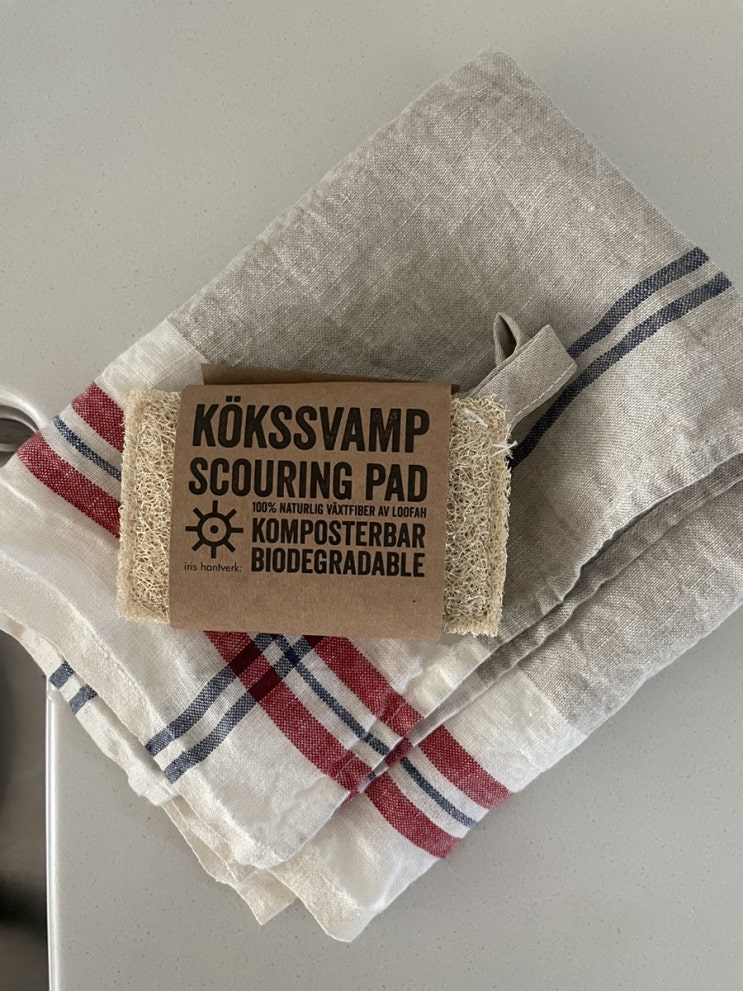 KÖKSSVAMP
SCOURING PAD
100% NATURLIG VÄXTFIBER AV LOOFAH
KOMPOSTERBAR
BIODEGRADABLE
iris hantverk: